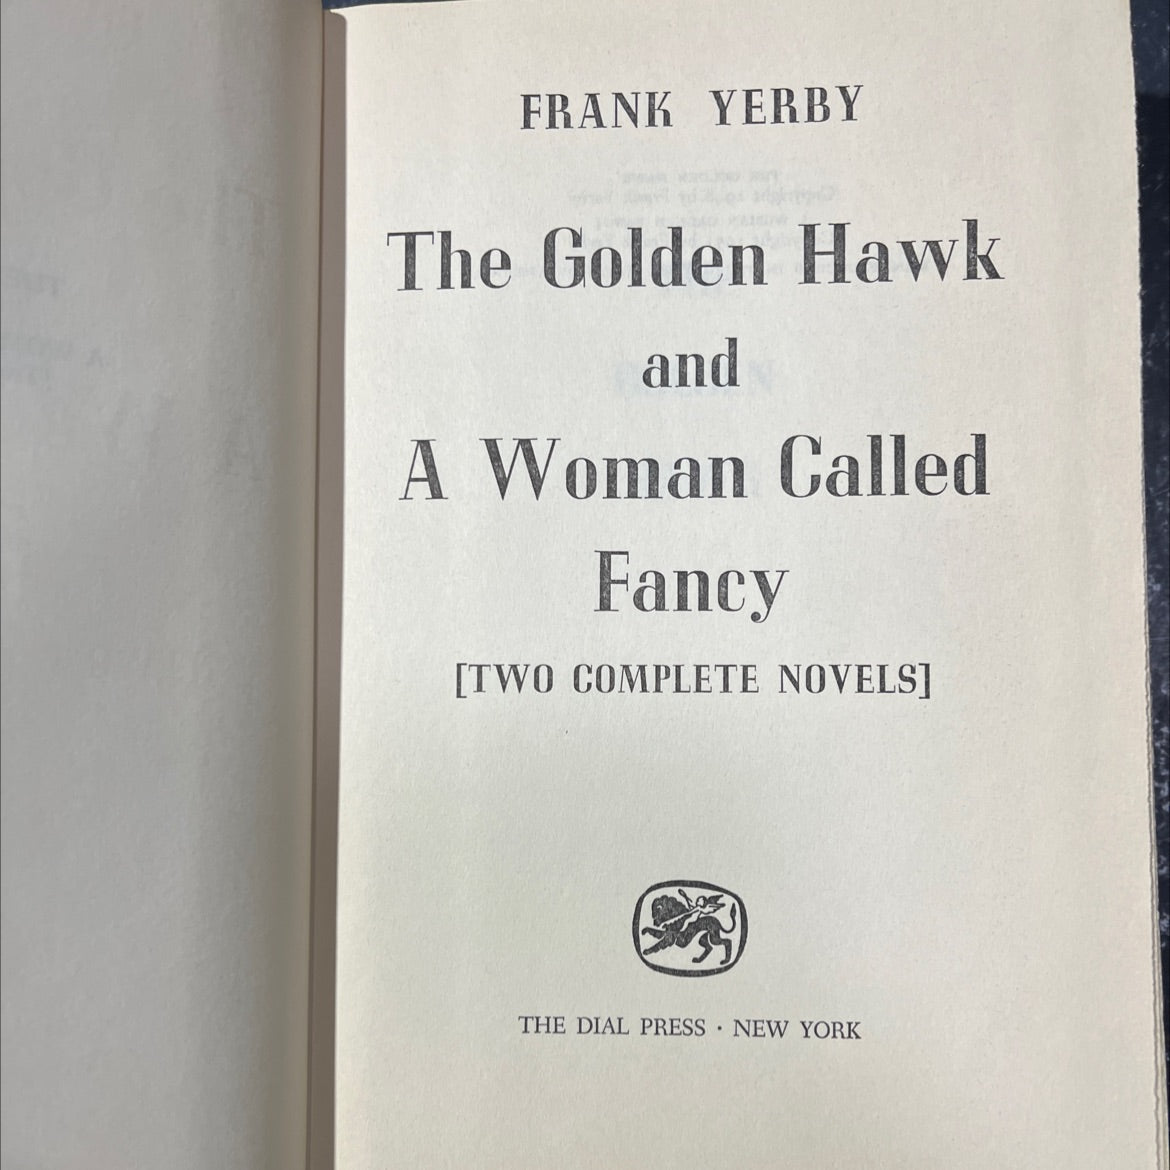 FRANK YERBY
The Golden Hawk
and
A Woman Called
Fancy
[TWO COMPLETE NOVELS]
THE DIAL PRESS · NEW YORK